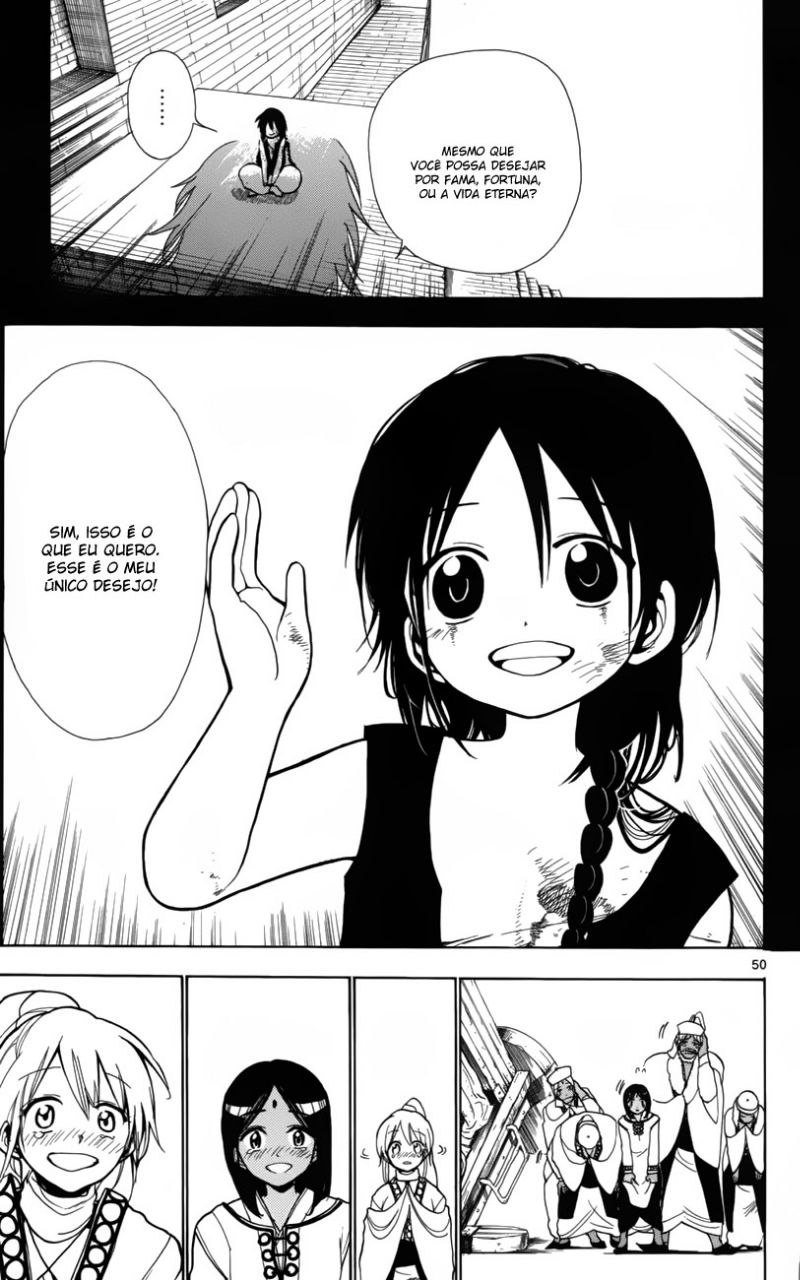 MESMO QUE
VOCÊ POSSA DESEJAR
POR FAMA, FORTUNA,
OU A VIDA ETERNA?
........
SIM, ISSO É O
QUE EU QUERO.
ESSE É O MEU
ÚNICO DESEJO!
50